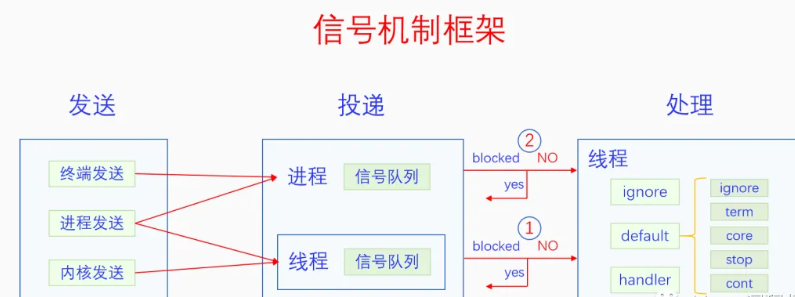 信号机制框架
发送
投递
处理
终端发送
进程发送
内核发送
进程
信号队列
线程
信号队列
②
blocked NO
yes
①
blocked NO
yes
线程
ignore
default
handler
ignore
term
core
stop
cont